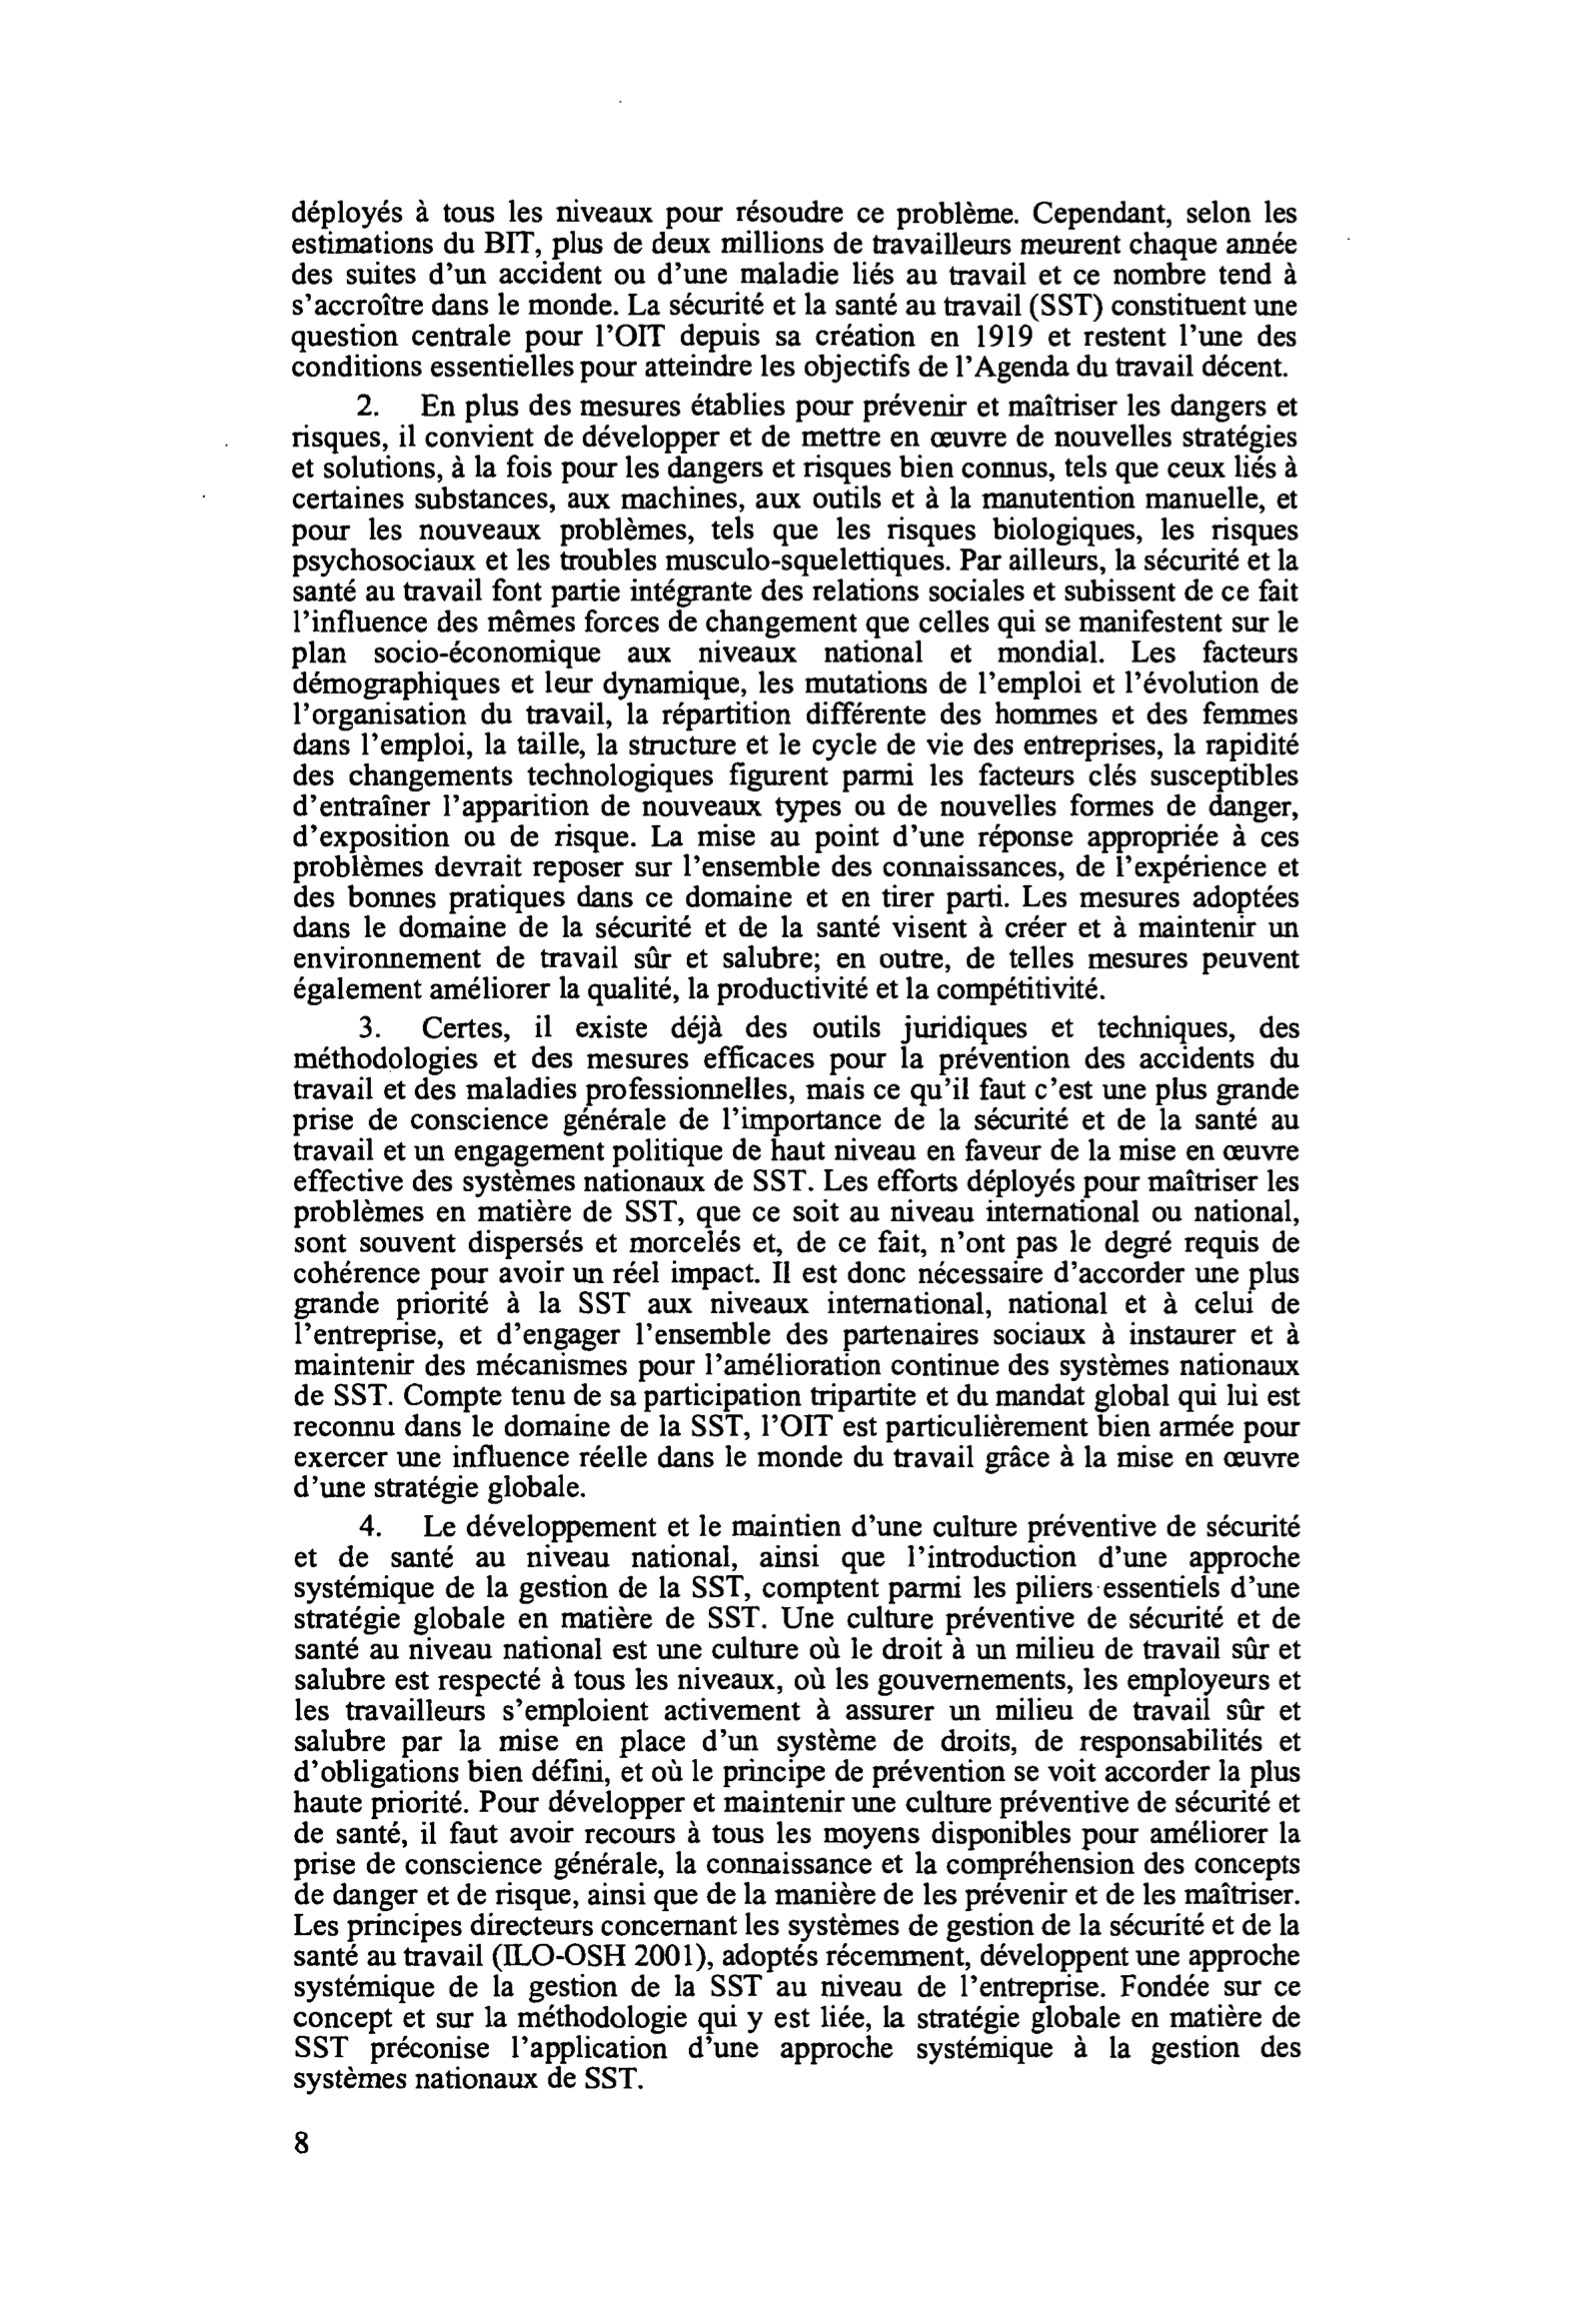 déployés à tous les niveaux pour résoudre ce problème. Cependant, selon les
estimations du BIT, plus de deux millions de travailleurs meurent chaque année
des suites d'un accident ou d'une maladie liés au travail et ce nombre tend à
s'accroître dans le monde. La sécurité et la santé au travail (SST) constituent une
question centrale pour l'OIT depuis sa création en 1919 et restent l'une des
conditions essentielles pour atteindre les objectifs de l'Agenda du travail décent.
2. En plus des mesures établies pour prévenir et maîtriser les dangers et
risques, il convient de développer et de mettre en œuvre de nouvelles stratégies
et solutions, à la fois pour les dangers et risques bien connus, tels que ceux liés à
certaines substances, aux machines, aux outils et à la manutention manuelle, et
pour les nouveaux problèmes, tels que les risques biologiques, les risques
psychosociaux et les troubles musculo-squelettiques. Par ailleurs, la sécurité et la
santé au travail font partie intégrante des relations sociales et subissent de ce fait
l'influence des mêmes forces de changement que celles qui se manifestent sur le
plan socio-économique aux niveaux national et mondial. Les facteurs
démographiques et leur dynamique, les mutations de l'emploi et l'évolution de
l'organisation du travail, la répartition différente des hommes et des femmes
dans l'emploi, la taille, la structure et le cycle de vie des entreprises, la rapidité
des changements technologiques figurent parmi les facteurs clés susceptibles
d'entraîner l'apparition de nouveaux types ou de nouvelles formes de danger,
d'exposition ou de risque. La mise au point d'une réponse appropriée à ces
problèmes devrait reposer sur l'ensemble des connaissances, de l'expérience et
des bonnes pratiques dans ce domaine et en tirer parti. Les mesures adoptées
dans le domaine de la sécurité et de la santé visent à créer et à maintenir un
environnement de travail sûr et salubre; en outre, de telles mesures peuvent
également améliorer la qualité, la productivité et la compétitivité.
3. Certes, il existe déjà des outils juridiques et techniques, des
méthodologies et des mesures efficaces pour la prévention des accidents du
travail et des maladies professionnelles, mais ce qu'il faut c'est une plus grande
prise de conscience générale de l'importance de la sécurité et de la santé au
travail et un engagement politique de haut niveau en faveur de la mise en œuvre
effective des systèmes nationaux de SST. Les efforts déployés pour maîtriser les
problèmes en matière de SST, que ce soit au niveau international ou national,
sont souvent dispersés et morcelés et, de ce fait, n'ont pas le degré requis de
cohérence pour avoir un réel impact. Il est donc nécessaire d'accorder une plus
grande priorité à la SST aux niveaux international, national et à celui de
l'entreprise, et d'engager l'ensemble des partenaires sociaux à instaurer et à
maintenir des mécanismes pour l'amélioration continue des systèmes nationaux
de SST. Compte tenu de sa participation tripartite et du mandat global qui lui est
reconnu dans le domaine de la SST, l'OIT est particulièrement bien armée pour
exercer une influence réelle dans le monde du travail grâce à la mise en œuvre
d'une stratégie globale.
4. Le développement et le maintien d'une culture préventive de sécurité
et de santé au niveau national, ainsi que l'introduction d'une approche
systémique de la gestion de la SST, comptent parmi les piliers essentiels d'une
stratégie globale en matière de SST. Une culture préventive de sécurité et de
santé au niveau national est une culture où le droit à un milieu de travail sûr et
salubre est respecté à tous les niveaux, où les gouvernements, les employeurs et
les travailleurs s'emploient activement à assurer un milieu de travail sûr et
salubre par la mise en place d'un système de droits, de responsabilités et
d'obligations bien défini, et où le principe de prévention se voit accorder la plus
haute priorité. Pour développer et maintenir une culture préventive de sécurité et
de santé, il faut avoir recours à tous les moyens disponibles pour améliorer la
prise de conscience générale, la connaissance et la compréhension des concepts
de danger et de risque, ainsi que de la manière de les prévenir et de les maîtriser.
Les principes directeurs concernant les systèmes de gestion de la sécurité et de la
santé au travail (ILO-OSH 2001), adoptés récemment, développent une approche
systémique de la gestion de la SST au niveau de l'entreprise. Fondée sur ce
concept et sur la méthodologie qui y est liée, la stratégie globale en matière de
SST préconise l'application d'une approche systémique à la gestion des
systèmes nationaux de SST.
8